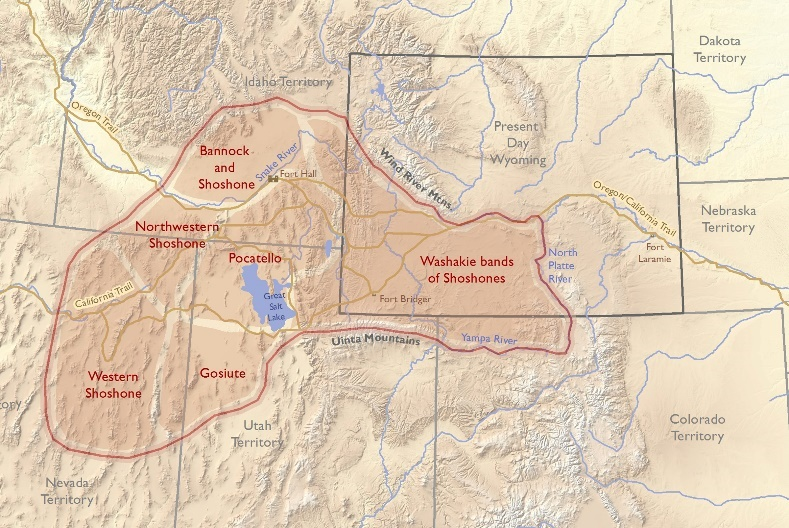 Dakota
Territory
Idaho Territory
Oregon Trail
Present
Day
Wyoming
Bannock
and
Shoshone
Snake River
Fort Hall
Wind River Mtns.
Oregon/California Trail
Nebraska
Territory
Northwestern
Shoshone
Pocatello
Washakie bands
of Shoshones
North
Platte
River
Fort
Laramie
California Trail
Great
Salt
Lake
Fort Bridger
Uinta Mountains
Yampa River
Western
Shoshone
Gosiute
ory
Utah
Territory
Colorado
Territory
Nevada
Territory